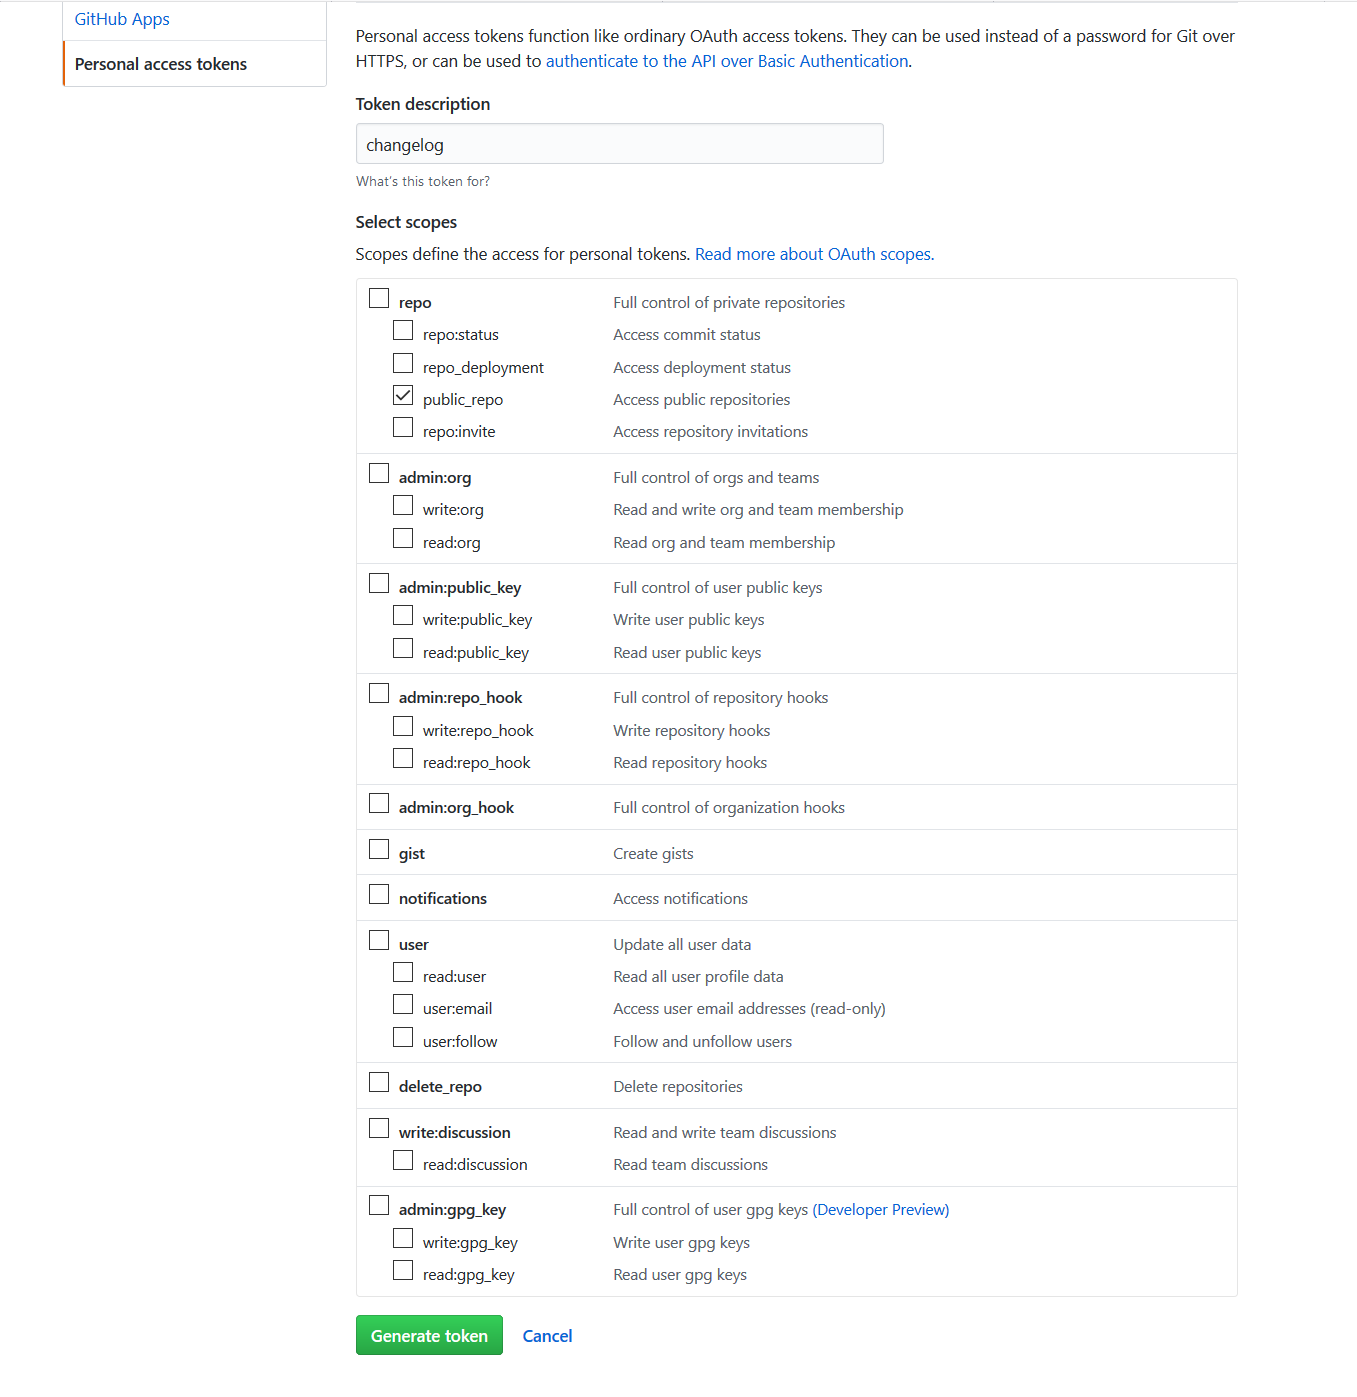 GitHub Apps
Personal access tokens
Personal access tokens function like ordinary OAuth access tokens. They can be used instead of a password for Git over
HTTPS, or can be used to authenticate to the API over Basic Authentication.
Token description
changelog
What's this token for?
Select scopes
Scopes define the access for personal tokens. Read more about OAuth scopes.
repo Full control of private repositories
repo:status Access commit status
repo_deployment Access deployment status
public_repo Access public repositories
repo:invite Access repository invitations
admin:org Full control of orgs and teams
write:org Read and write org and team membership
read:org Read org and team membership
admin:public_key Full control of user public keys
write:public_key Write user public keys
read:public_key Read user public keys
admin:repo_hook Full control of repository hooks
write:repo_hook Write repository hooks
read:repo_hook Read repository hooks
admin:org_hook Full control of organization hooks
gist Create gists
notifications Access notifications
user Update all user data
read:user Read all user profile data
user:email Access user email addresses (read-only)
user:follow Follow and unfollow users
delete_repo Delete repositories
write:discussion Read and write team discussions
read:discussion Read team discussions
admin:gpg_key Full control of user gpg keys (Developer Preview)
write:gpg_key Write user gpg keys
read:gpg_key Read user gpg keys
Generate token Cancel